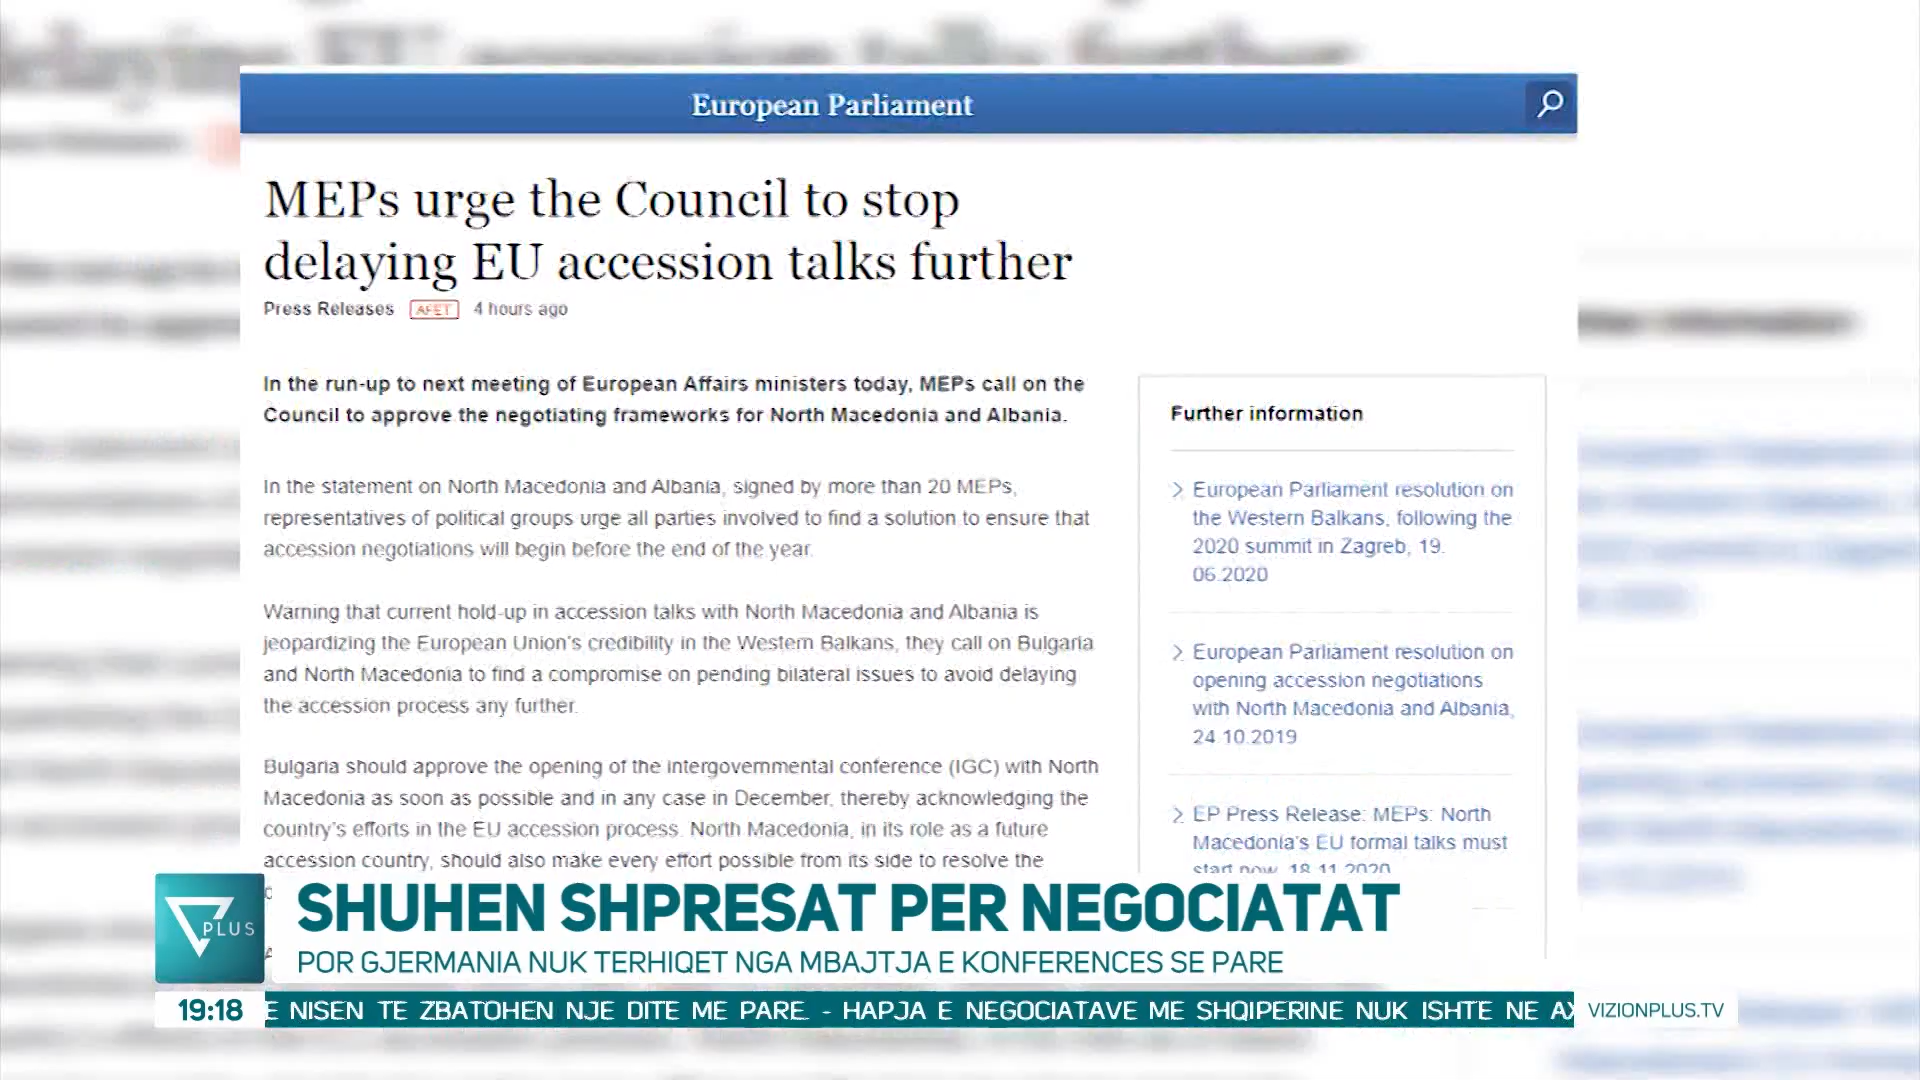 European Parliament
MEPs urge the Council to stop
delaying EU accession talks further
Press Releases AFET 4 hours ago
In the run-up to next meeting of European Affairs ministers today, MEPs call on the
Council to approve the negotiating frameworks for North Macedonia and Albania.
In the statement on North Macedonia and Albania, signed by more than 20 MEPs,
representatives of political groups urge all parties involved to find a solution to ensure that
accession negotiations will begin before the end of the year.
Warning that current hold-up in accession talks with North Macedonia and Albania is
jeopardizing the European Union's credibility in the Western Balkans, they call on Bulgaria
and North Macedonia to find a compromise on pending bilateral issues to avoid delaying
the accession process any further.
Bulgaria should approve the opening of the intergovernmental conference (IGC) with North
Macedonia as soon as possible and in any case in December, thereby acknowledging the
country's efforts in the EU accession process. North Macedonia, in its role as a future
accession country, should also make every effort possible from its side to resolve the
Further information
European Parliament resolution on
the Western Balkans, following the
2020 summit in Zagreb, 19.
06.2020
European Parliament resolution on
opening accession negotiations
with North Macedonia and Albania,
24.10.2019
EP Press Release: MEPs: North
Macedonia's EU formal talks must
start now, 18.11.2020
PLUS
SHUHEN SHPRESAT PER NEGOCIATAT
POR GJERMANIA NUK TERHIQET NGA MBAJTJA E KONFERENCES SE PARE
19:18 E NISEN TE ZBATOHEN NJE DITE ME PARE - HAPJA E NEGOCIATAVE ME SHQIPERINE NUK ISHTE NE VIZIONPLUS.TV